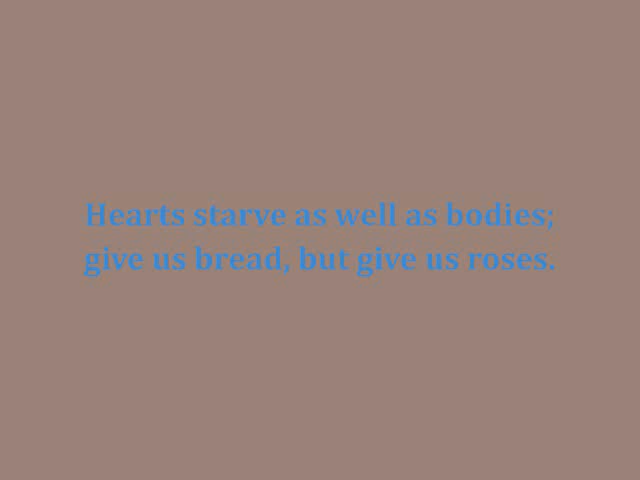 Hearts starve as well as bodies;
give us bread, but give us roses.